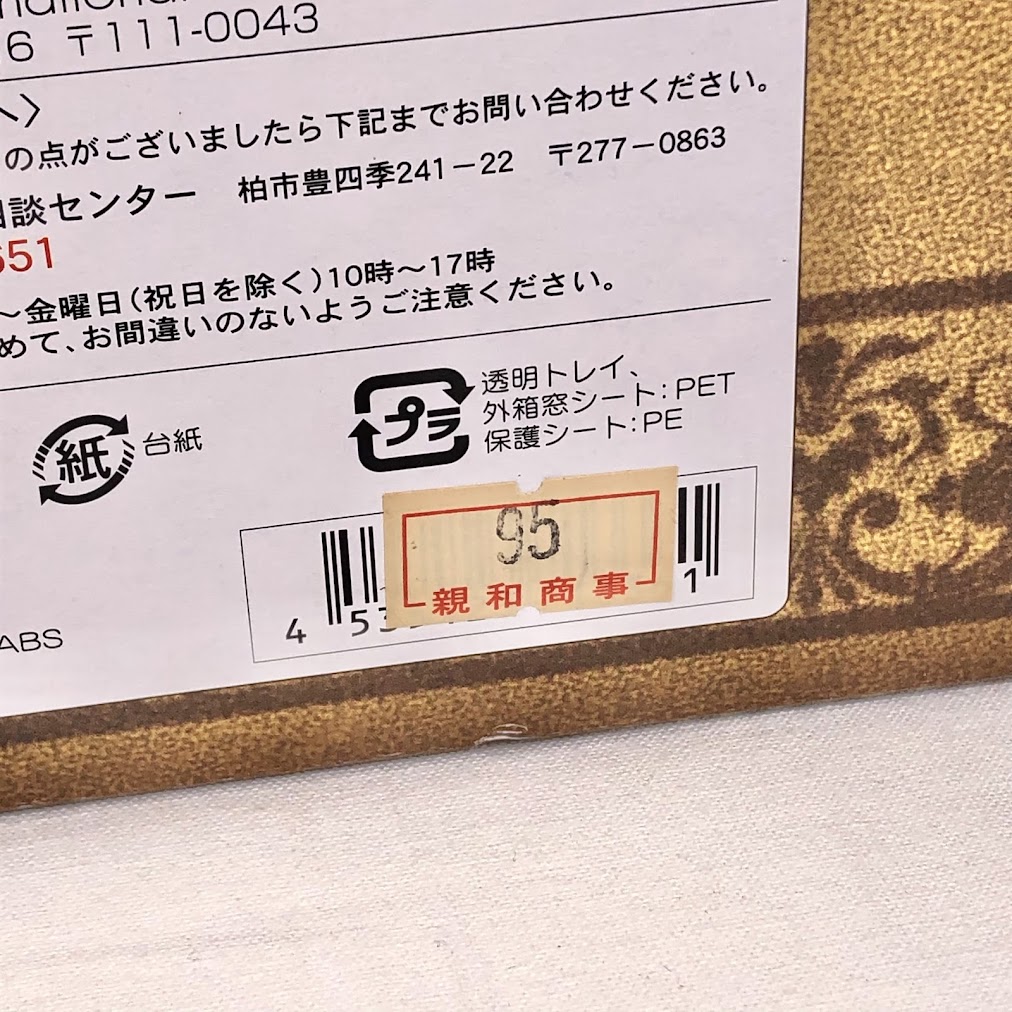 6 〒111-0043
へ〉
の点がございましたら下記までお問い合わせください。
相談センター 柏市豊四季241－22 〒277－0863
651
～金曜日(祝日を除く)10時～17時
めて、お間違いのないようご注意ください。
紙 台紙
プラ 透明トレイ、
外箱窓シート:PET
保護シート:PE
95
親和商事
4 53 1
ABS